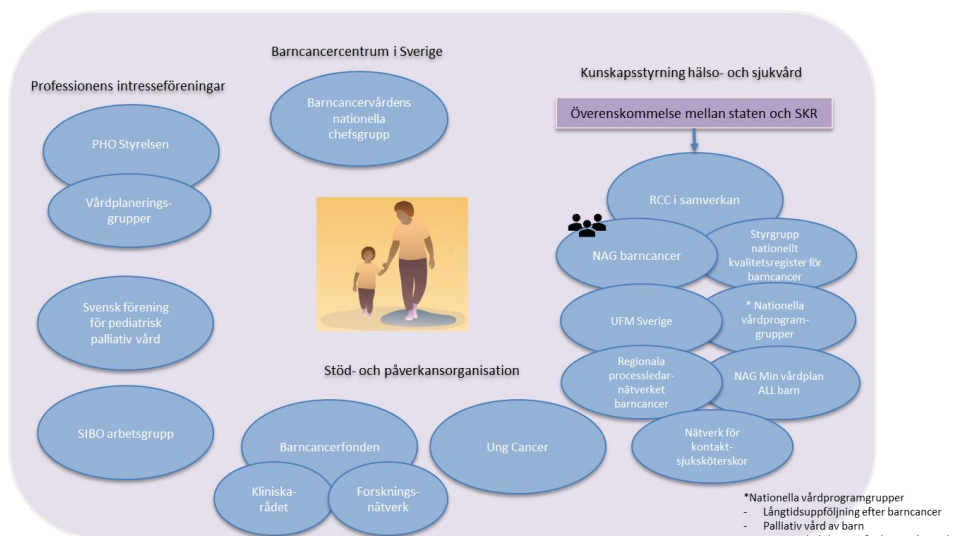 Barncancercentrum i Sverige
Professionens intresseföreningar
Kunskapsstyrning hälso- och sjukvård
PHO Styrelsen
Vårdplanerings-
grupper
Svensk förening
för pediatrisk
palliativ vård
SIBO arbetsgrupp
Barncancervårdens
nationella
chefsgrupp
Stöd- och påverkansorganisation
Barncancerfonden
Kliniska-
rådet
Forsknings-
nätverk
Ung Cancer
Överenskommelse mellan staten och SKR
RCC i samverkan
NAG barncancer
Styrgrupp
nationellt
kvalitetsregister för
barncancer
UFM Sverige
* Nationella
vårdprogram-
grupper
Regionala
processledar-
nätverket
barncancer
NAG Min vårdplan
ALL barn
Nätverk för
kontakt-
sjuksköterskor
*Nationella vårdprogramgrupper
- Långtidsuppföljning efter barncancer
- Palliativ vård av barn